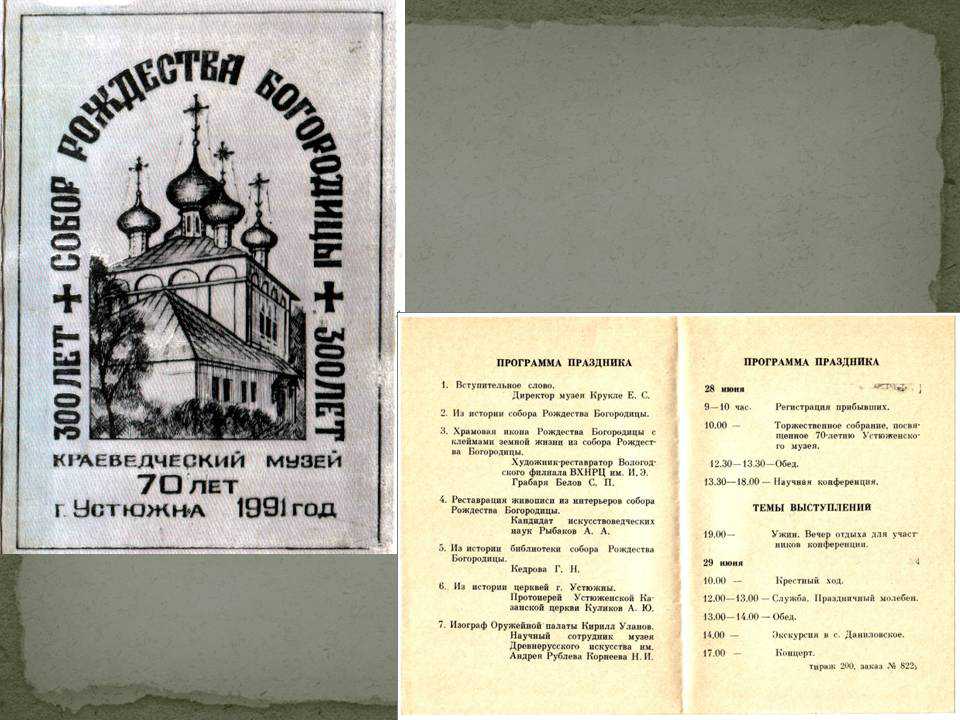 300 ЛЕТ + СОБОР РОЖДЕСТВА БОГОРОДИЦЫ + 300 ЛЕТ
КРАЕВЕДЧЕСКИЙ МУЗЕЙ
70 ЛЕТ
Г. УСТЮЖНА 1991 ГОД
ПРОГРАММА ПРАЗДНИКА
1. Вступительное слово.
Директор музея Крукле Е. С.
2. Из истории собора Рождества Богородицы.
3. Храмовая икона Рождества Богородицы с
клеймами земной жизни из собора Рождест-
ва Богородицы.
Художник-реставратор Вологод-
ского филиала ВХНРЦ им. И. Э.
Грабаря Белов С. П.
4. Реставрация живописи из интерьеров собора
Рождества Богородицы.
Кандидат искусствоведческих
наук Рыбаков А. А.
5. Из истории библиотеки собора Рождества
Богородицы.
Кедрова Г. Н.
6. Из истории церквей г. Устюжны.
Протоиерей Устюженской Ка-
занской церкви Куликов А. Ю.
7. Изограф Оружейной палаты Кирилл Уланов.
Научный сотрудник музея
Древнерусского искусства им.
Андрея Рублева Корнеева Н. И.
ПРОГРАММА ПРАЗДНИКА
28 июня
9—10 час. Регистрация прибывших.
10.00 — Торжественное собрание, посвя-
щенное 70-летию Устюженско-
го музея.
12.30—13.30—Обед.
13.30—18.00 — Научная конференция.
ТЕМЫ ВЫСТУПЛЕНИЙ
19.00— Ужин. Вечер отдыха для участ-
ников конференции.
29 июня
10.00 — Крестный ход.
12.00—13.00 — Служба. Праздничный молебен.
13.00—14.00 — Обед.
14.00 — Экскурсия в с. Даниловское.
17.00 — Концерт.
тираж 200, заказ № 822;